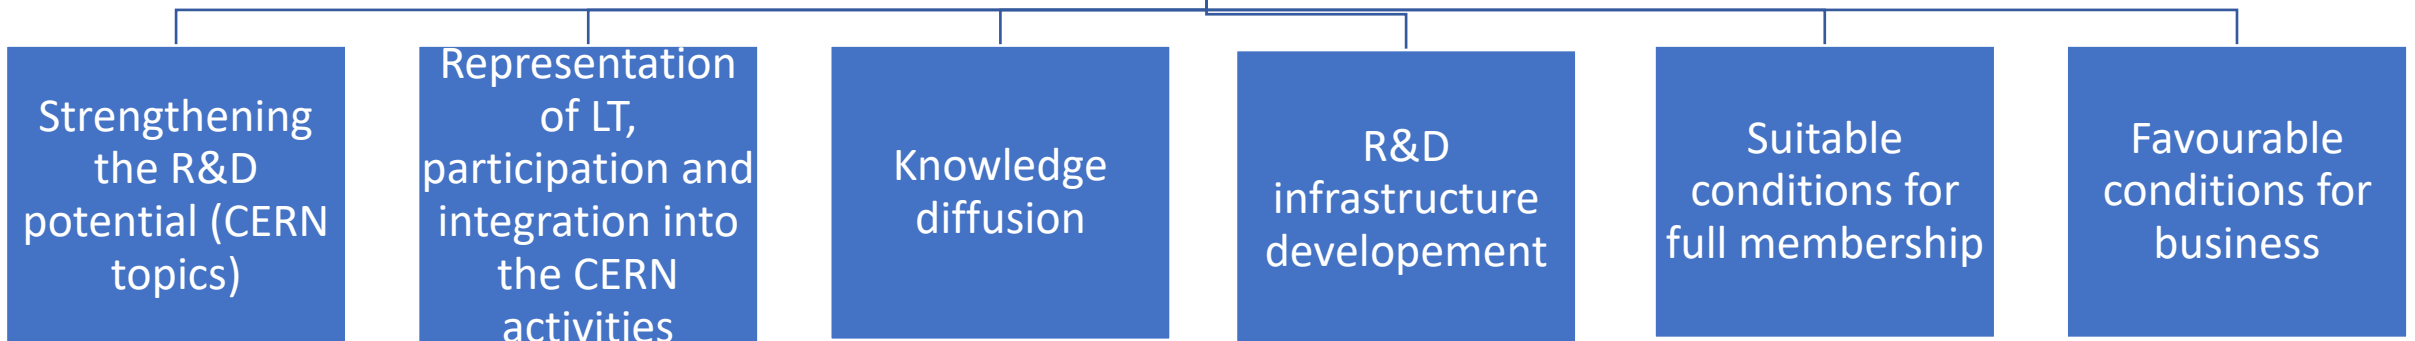 Strengthening
the R&D
potential (CERN
topics)
Representation
of LT,
participation and
integration into
the CERN
activities
Knowledge
diffusion
R&D
infrastructure
developement
Suitable
conditions for
full membership
Favourable
conditions for
business